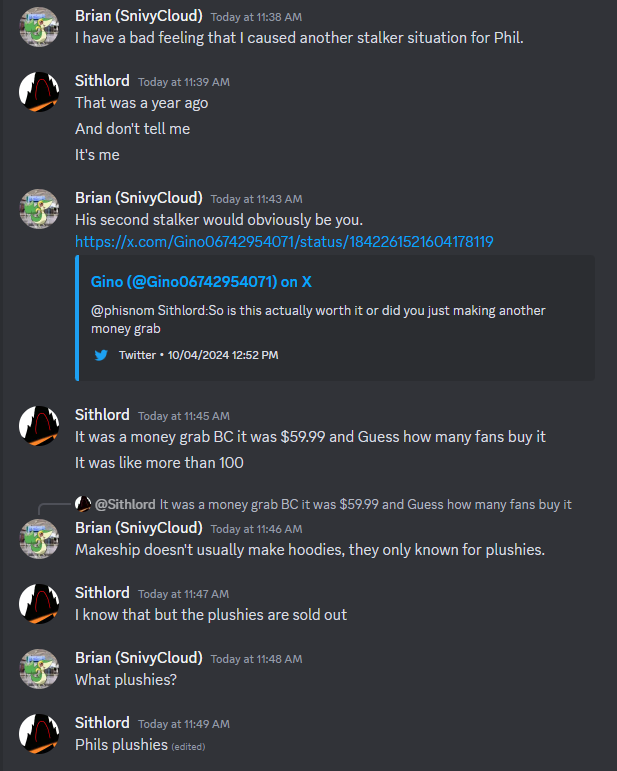 Brian (SnivyCloud) Today at 11:38 AM
I have a bad feeling that I caused another stalker situation for Phil.
Sithlord Today at 11:39 AM
That was a year ago
And don't tell me
It's me
Brian (SnivyCloud) Today at 11:43 AM
His second stalker would obviously be you.
https://x.com/Gino06742954071/status/1842261521604178119
Gino (@Gino06742954071) on X
@phisnom Sithlord:So is this actually worth it or did you just making another
money grab
Twitter • 10/04/2024 12:52 PM
Sithlord Today at 11:45 AM
It was a money grab BC it was $59.99 and Guess how many fans buy it
It was like more than 100
@Sithlord It was a money grab BC it was $59.99 and Guess how many fans buy it
Brian (SnivyCloud) Today at 11:46 AM
Makeship doesn't usually make hoodies, they only known for plushies.
Sithlord Today at 11:47 AM
I know that but the plushies are sold out
Brian (SnivyCloud) Today at 11:48 AM
What plushies?
Sithlord Today at 11:49 AM
Phils plushies (edited)